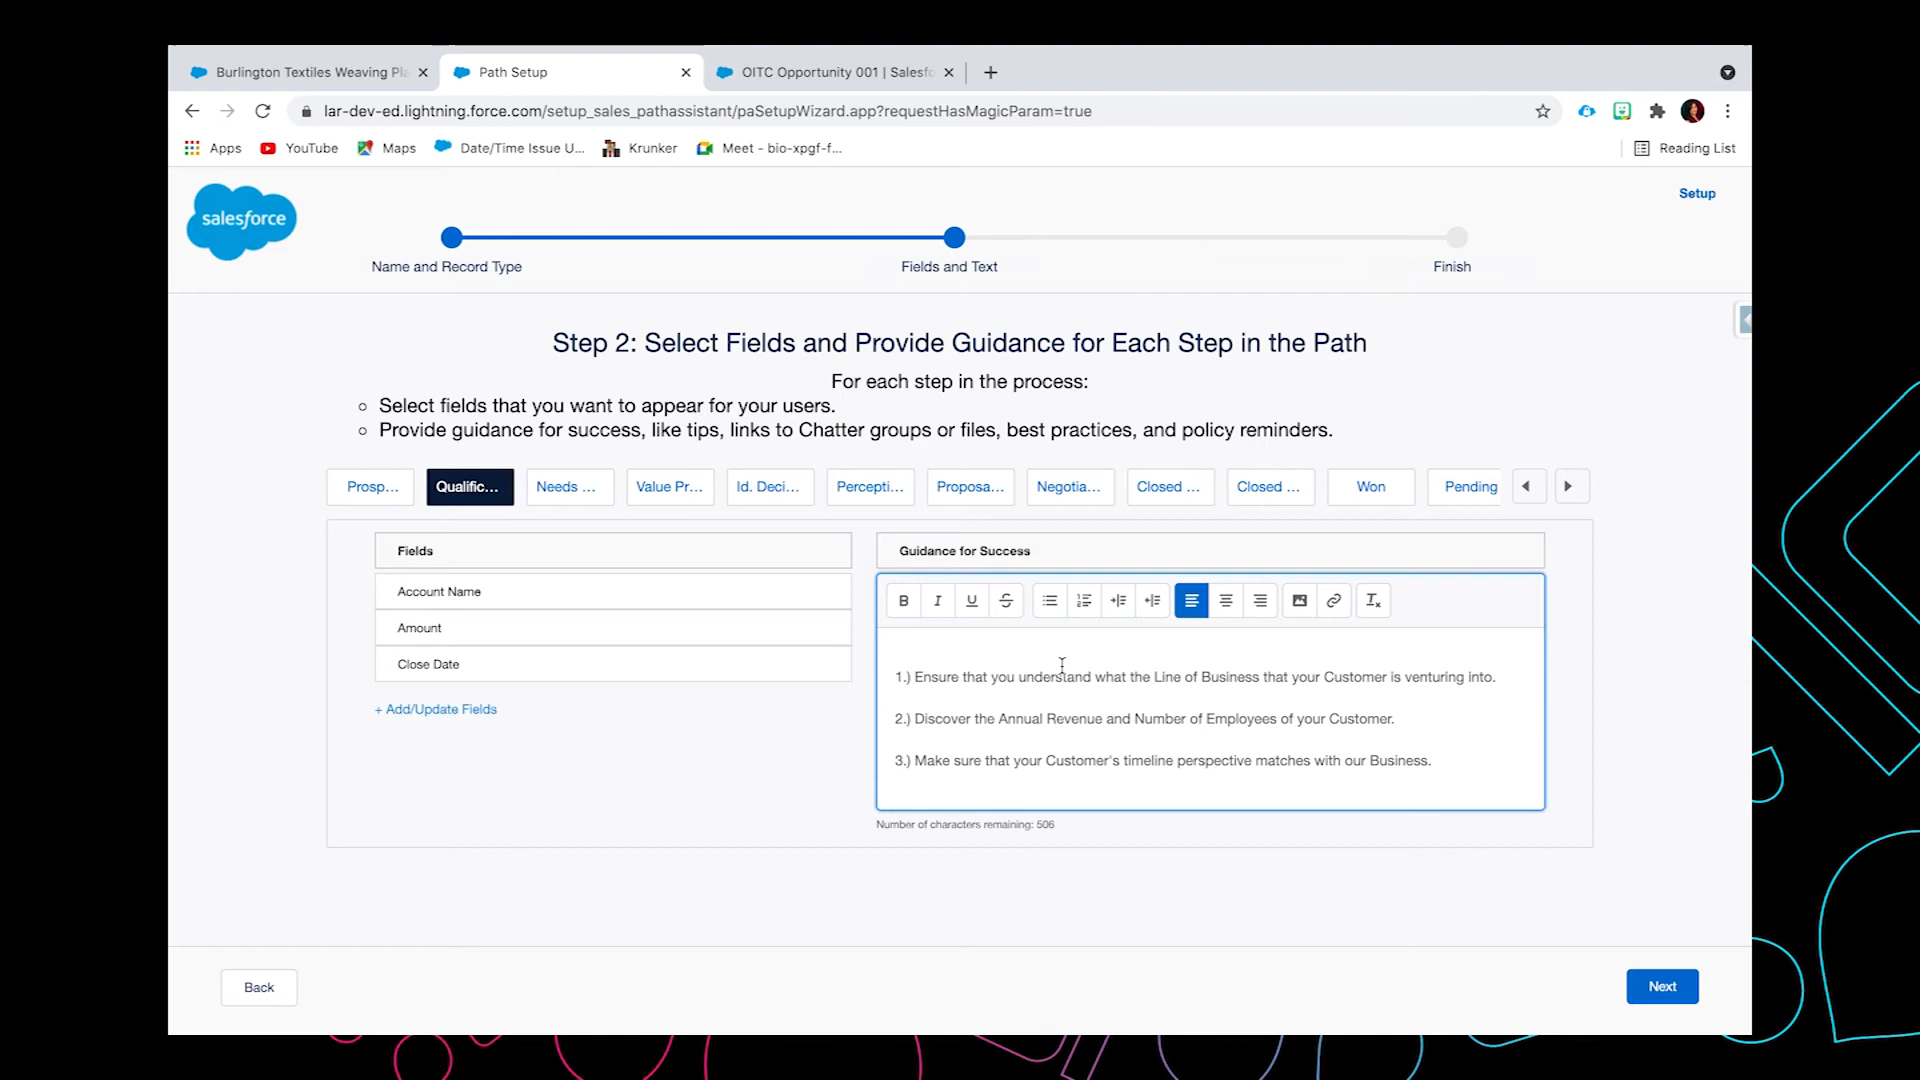 Burlington Textiles Weaving Pla
Path Setup
OITC Opportunity 001 | Salesfo
lar-dev-ed.lightning.force.com/setup_sales_pathassistant/paSetupWizard.app?requestHasMagicParam=true
Apps
YouTube
Maps
Date/Time Issue U...
Krunker
Meet - bio-xpgf-f...
Reading List
salesforce
Setup
Name and Record Type
Fields and Text
Finish
Step 2: Select Fields and Provide Guidance for Each Step in the Path
For each step in the process:
Select fields that you want to appear for your users.
Provide guidance for success, like tips, links to Chatter groups or files, best practices, and policy reminders.
Prosp...
Qualific...
Needs ...
Value Pr...
Id. Deci...
Percepti...
Proposa...
Negotia...
Closed ...
Closed ...
Won
Pending
Fields
Account Name
Amount
Close Date
+ Add/Update Fields
Guidance for Success
B I U S
1.) Ensure that you understand what the Line of Business that your Customer is venturing into.
2.) Discover the Annual Revenue and Number of Employees of your Customer.
3.) Make sure that your Customer's timeline perspective matches with our Business.
Number of characters remaining: 506
Back
Next